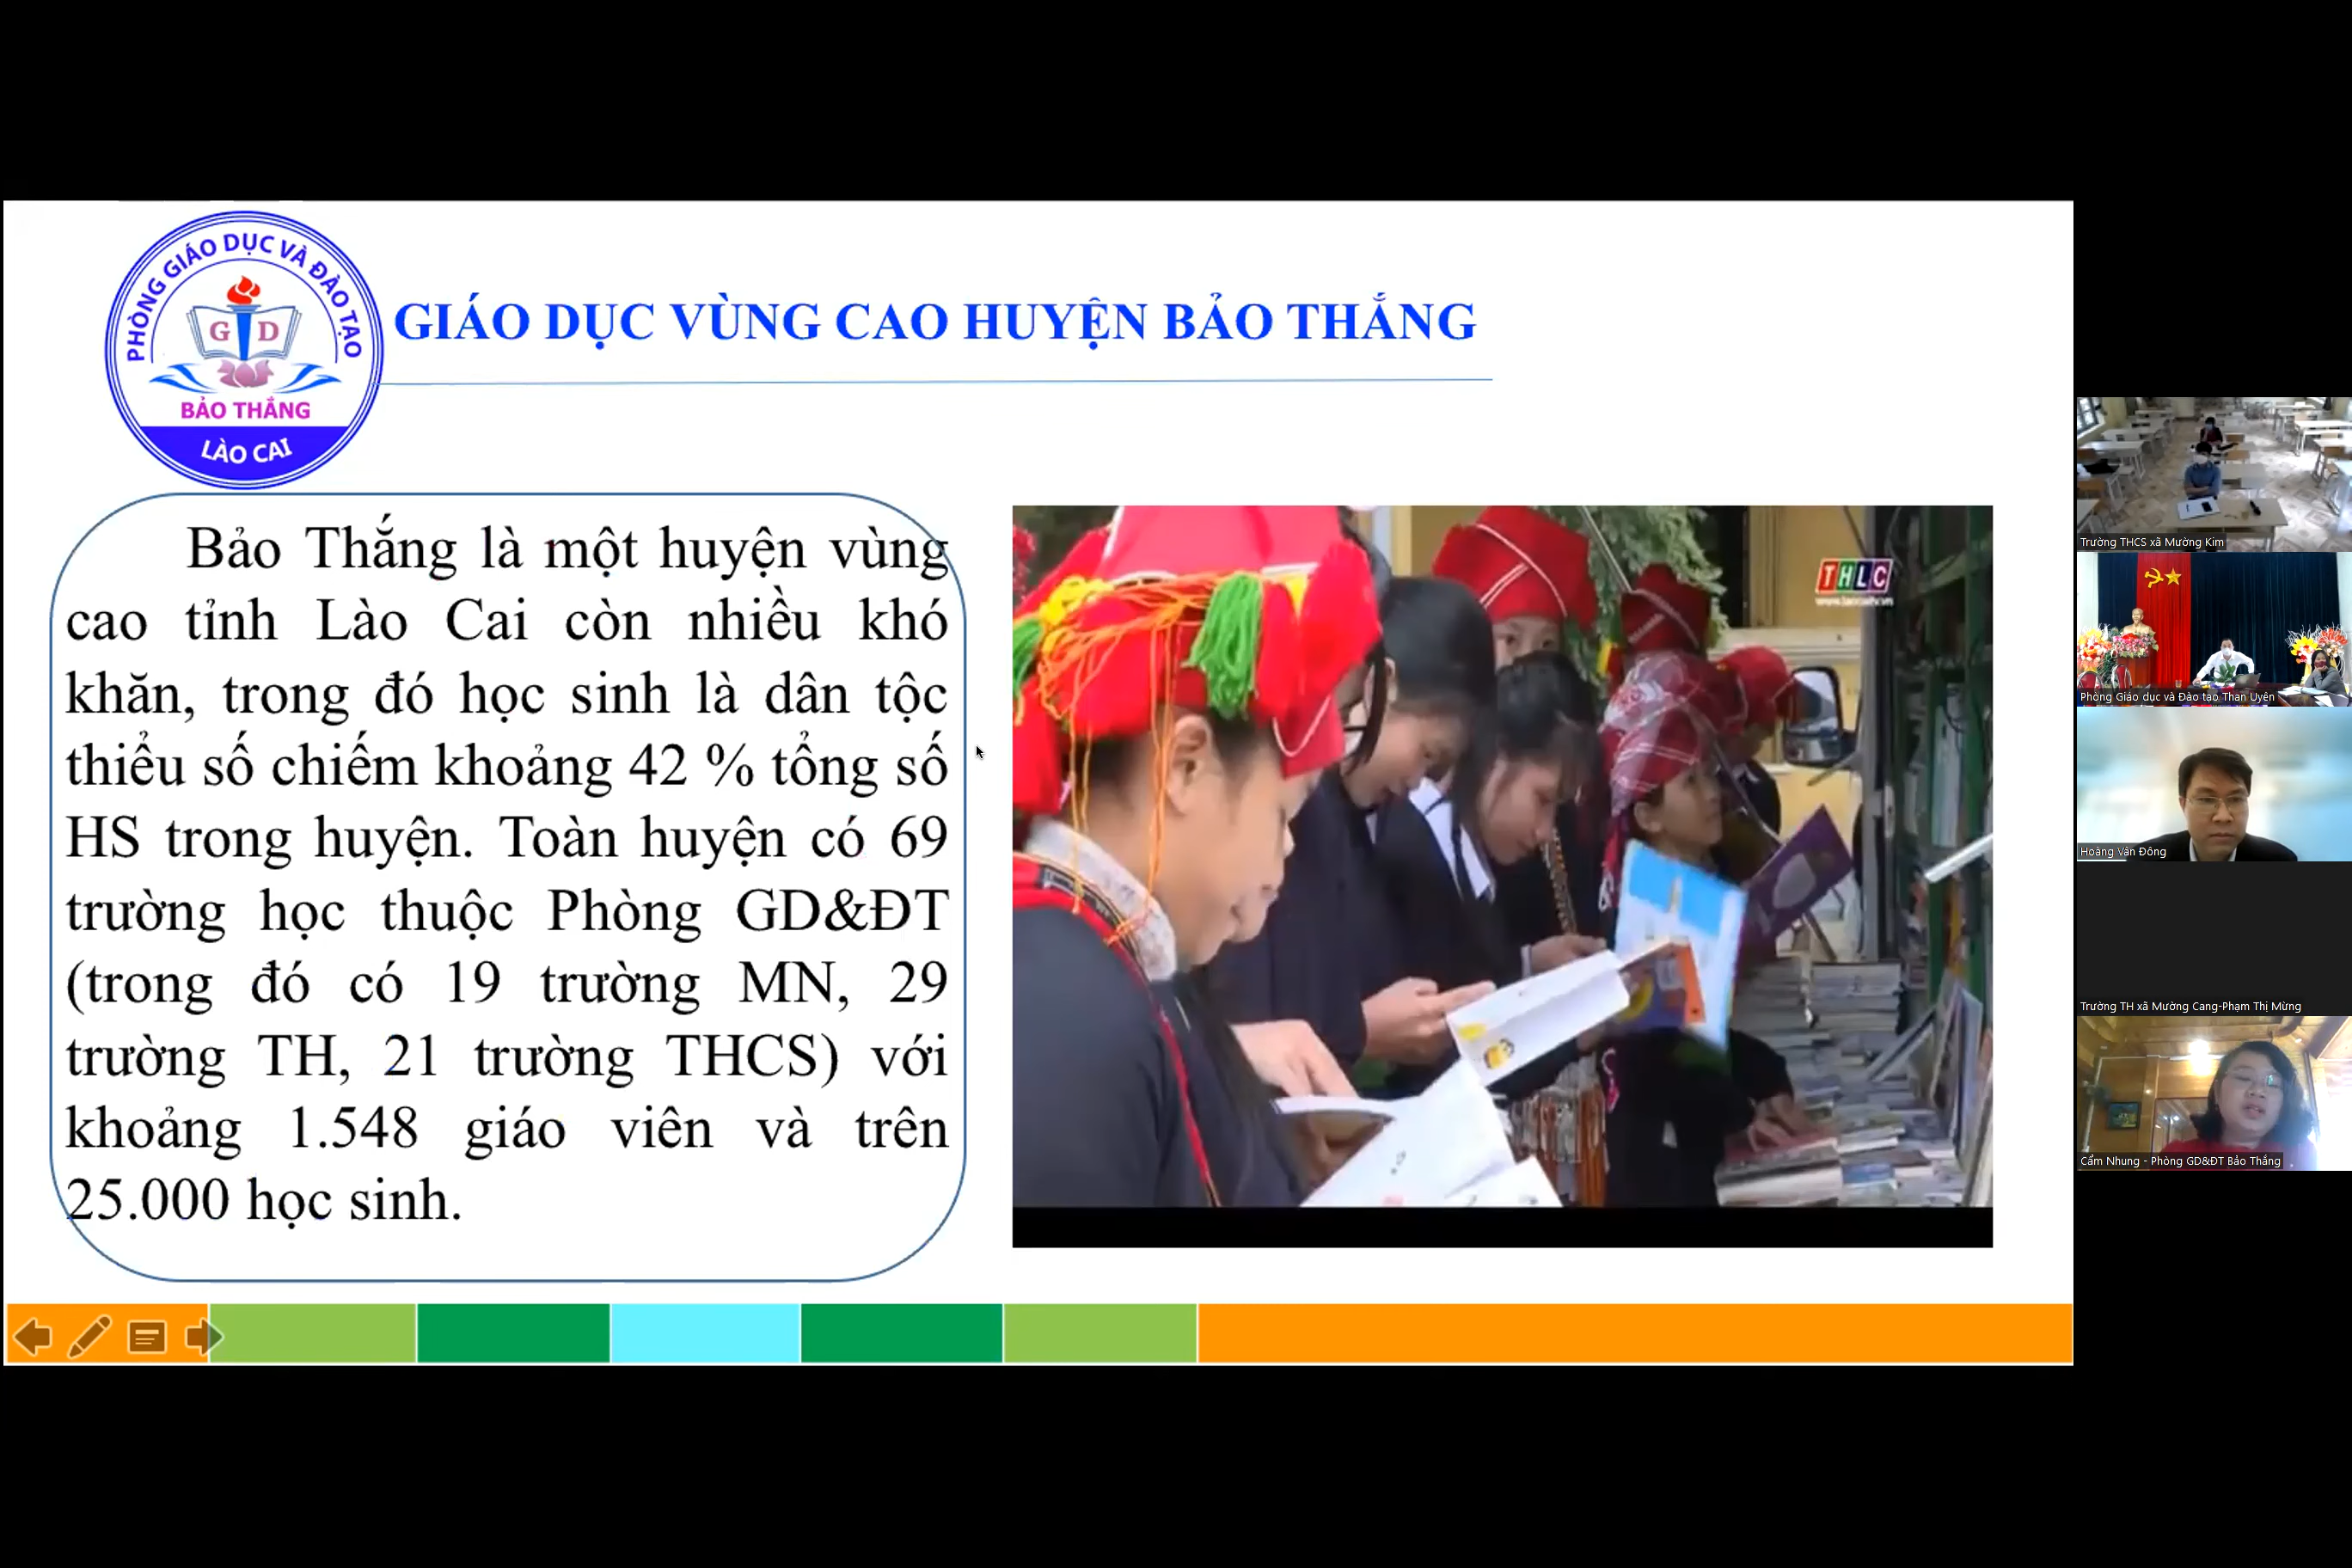 PHÒNG GIÁO DỤC VÀ ĐÀO TẠO
G D
BẢO THẮNG
LÀO CAI
GIÁO DỤC VÙNG CAO HUYỆN BẢO THẮNG
Bảo Thắng là một huyện vùng
cao tỉnh Lào Cai còn nhiều khó
khăn, trong đó học sinh là dân tộc
thiểu số chiếm khoảng 42 % tổng số
HS trong huyện. Toàn huyện có 69
trường học thuộc Phòng GD&ĐT
(trong đó có 19 trường MN, 29
trường TH, 21 trường THCS) với
khoảng 1.548 giáo viên và trên
25.000 học sinh.
THLC
Trường THCS xã Mường Kim
Phòng Giáo dục và Đào tạo Than Uyên
Hoàng Vân Đông
Trường TH xã Mường Cang-Phạm Thị Mừng
Cẩm Nhung - Phòng GD&ĐT Bảo Thắng